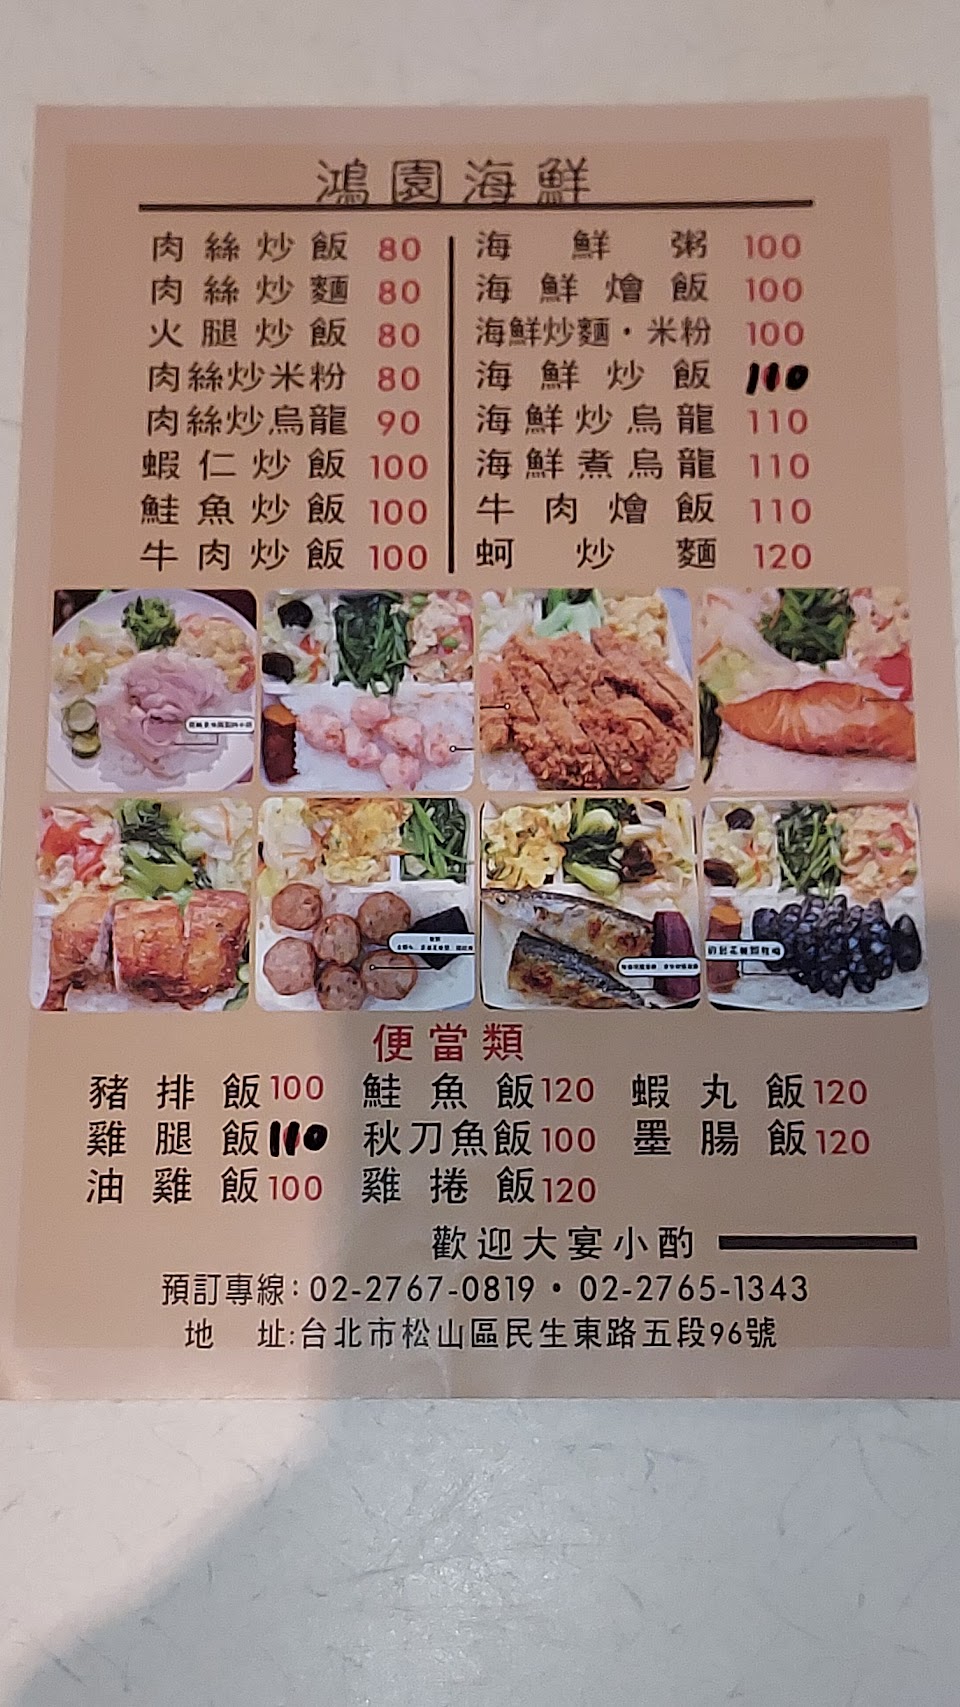 鴻園海鮮
肉絲炒飯 80
肉絲炒麵 80
火腿炒飯 80
肉絲炒米粉 80
肉絲炒烏龍 90
蝦仁炒飯 100
鮭魚炒飯 100
牛肉炒飯 100
海鮮粥 100
海鮮燴飯 100
海鮮炒麵・米粉 100
海鮮炒飯 110
海鮮炒烏龍 110
海鮮煮烏龍 110
牛肉燴飯 110
蚵炒麵 120
便當類
豬排飯 100 鮭魚飯 120 蝦丸飯 120
雞腿飯 110 秋刀魚飯 100 墨腸飯 120
油雞飯 100 雞捲飯 120
歡迎大宴小酌
預訂專線：02-2767-0819・02-2765-1343
地　址:台北市松山區民生東路五段96號